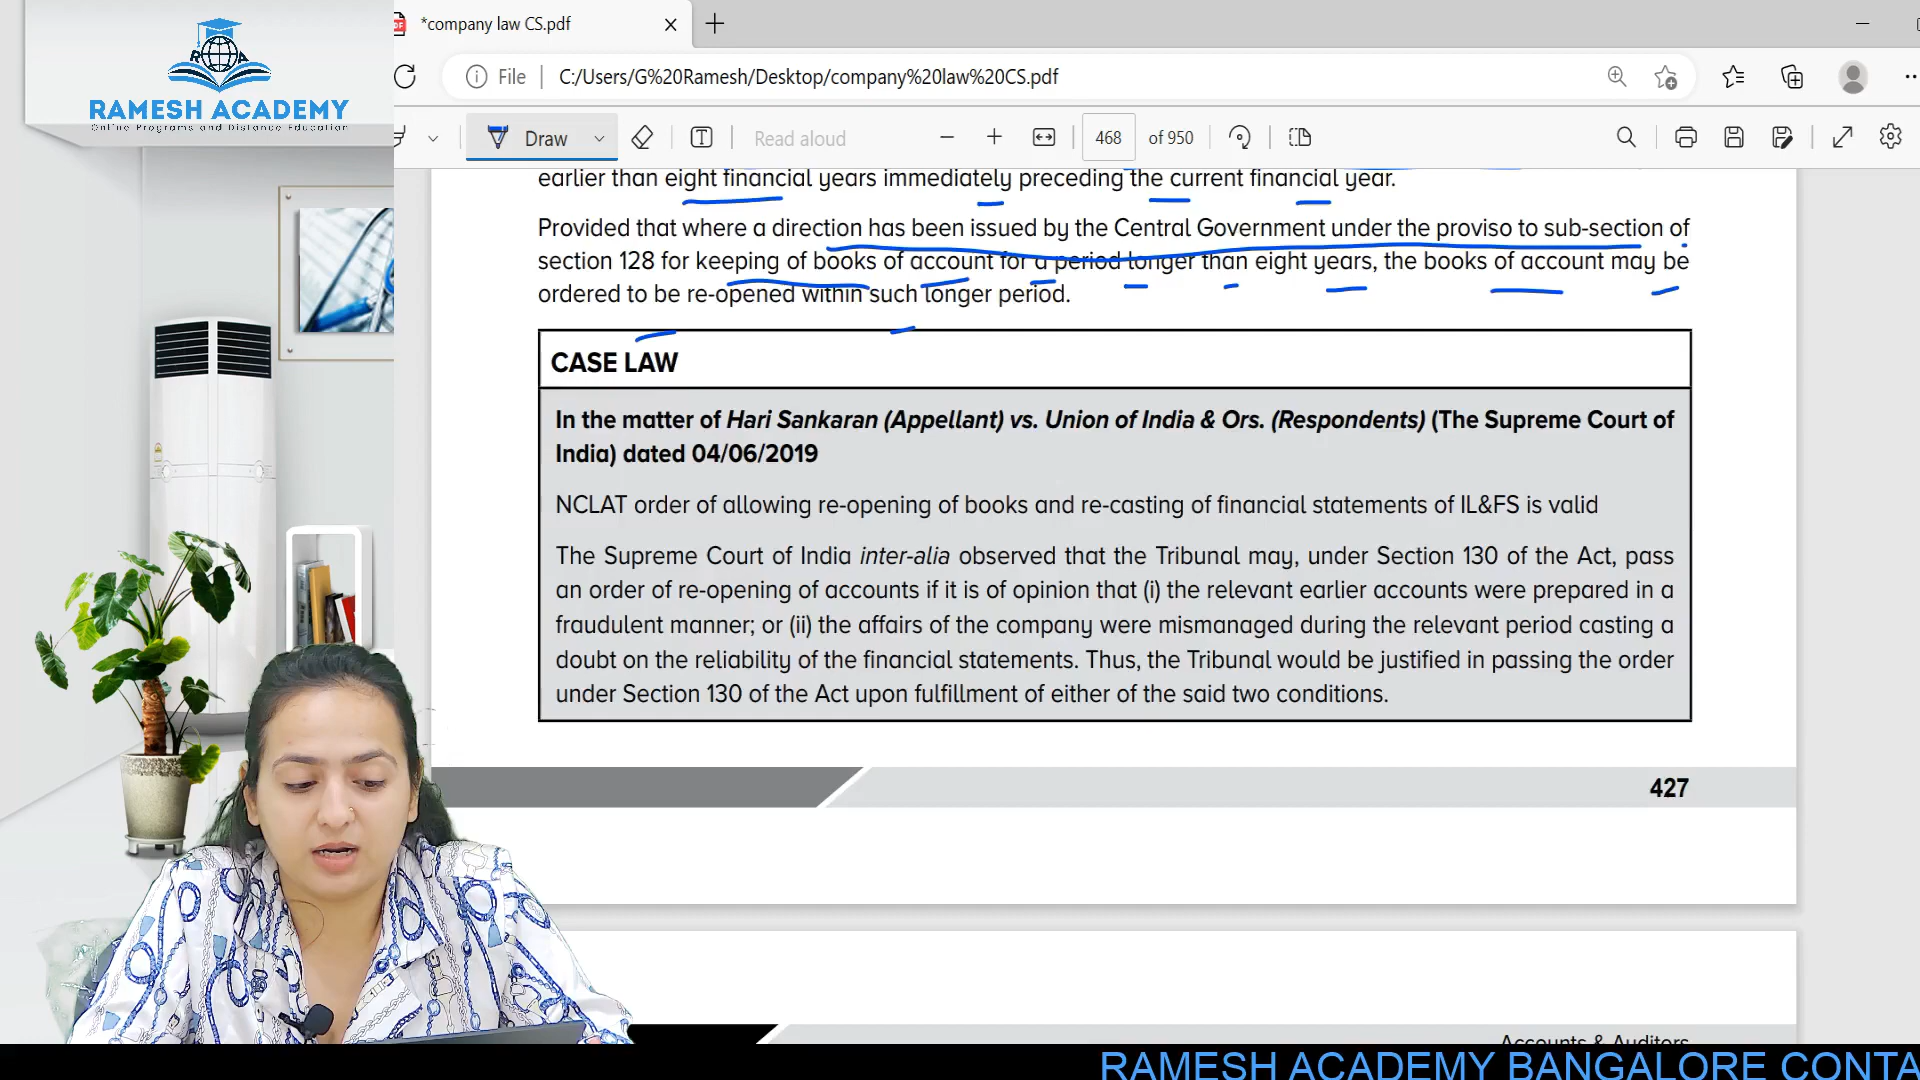 *company law CS.pdf
RAMESH ACADEMY
Online Programs and Distance Education
File
C:/Users/G%20Ramesh/Desktop/company%20law%20CS.pdf
Draw
Read aloud
468
of 950
earlier than eight financial years immediately preceding the current financial year.
Provided that where a direction has been issued by the Central Government under the proviso to sub-section of
section 128 for keeping of books of account for a period longer than eight years, the books of account may be
ordered to be re-opened within such longer period.
CASE LAW
In the matter of Hari Sankaran (Appellant) vs. Union of India & Ors. (Respondents) (The Supreme Court of
India) dated 04/06/2019
NCLAT order of allowing re-opening of books and re-casting of financial statements of IL&FS is valid
The Supreme Court of India inter-alia observed that the Tribunal may, under Section 130 of the Act, pass
an order of re-opening of accounts if it is of opinion that (i) the relevant earlier accounts were prepared in a
fraudulent manner; or (ii) the affairs of the company were mismanaged during the relevant period casting a
doubt on the reliability of the financial statements. Thus, the Tribunal would be justified in passing the order
under Section 130 of the Act upon fulfillment of either of the said two conditions.
427
Accounts & Auditors
RAMESH ACADEMY BANGALORE CONTA